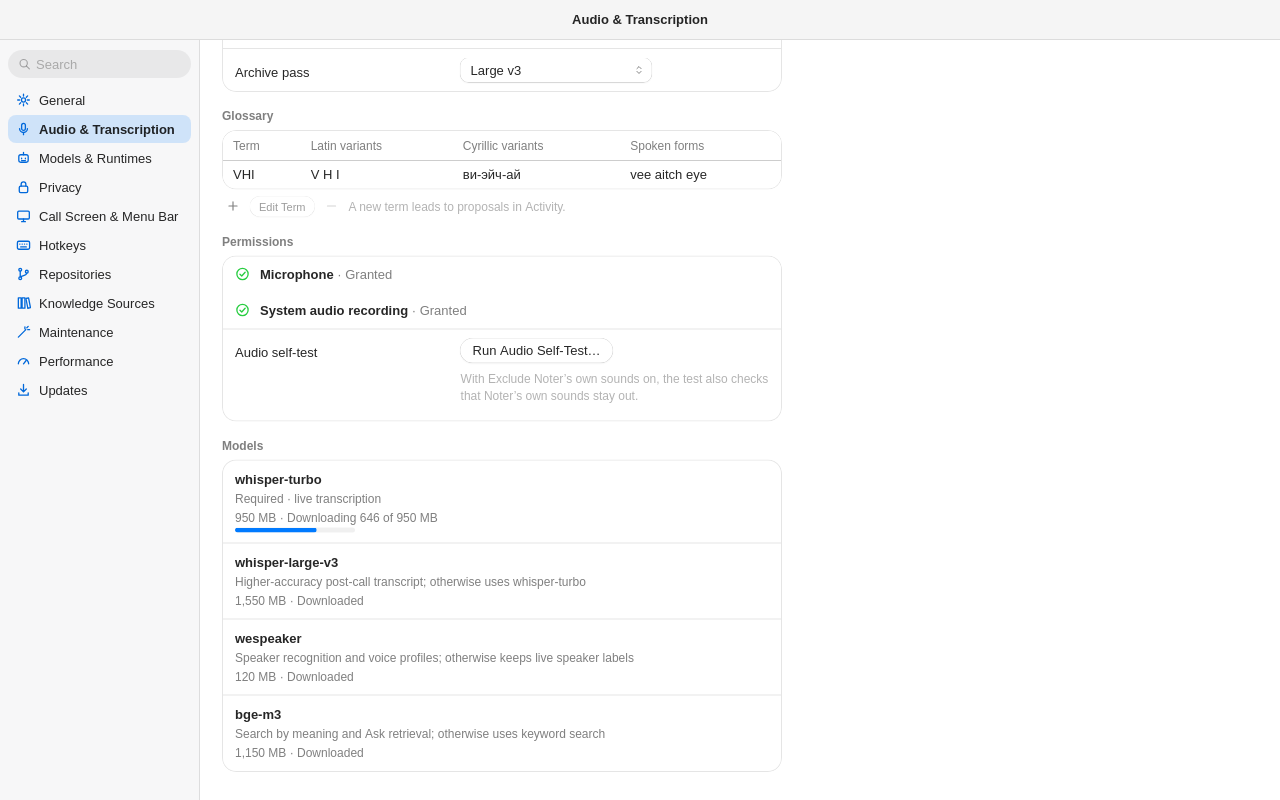 Audio & Transcription
Search
General
Audio & Transcription
Models & Runtimes
Privacy
Call Screen & Menu Bar
Hotkeys
Repositories
Knowledge Sources
Maintenance
Performance
Updates
Archive pass
Large v3
Glossary
Term Latin variants Cyrillic variants Spoken forms
VHI V H I ви-эйч-ай vee aitch eye
Edit Term A new term leads to proposals in Activity.
Permissions
Microphone · Granted
System audio recording · Granted
Audio self-test
Run Audio Self-Test…
With Exclude Noter’s own sounds on, the test also checks
that Noter’s own sounds stay out.
Models
whisper-turbo
Required · live transcription
950 MB · Downloading 646 of 950 MB
whisper-large-v3
Higher-accuracy post-call transcript; otherwise uses whisper-turbo
1,550 MB · Downloaded
wespeaker
Speaker recognition and voice profiles; otherwise keeps live speaker labels
120 MB · Downloaded
bge-m3
Search by meaning and Ask retrieval; otherwise uses keyword search
1,150 MB · Downloaded